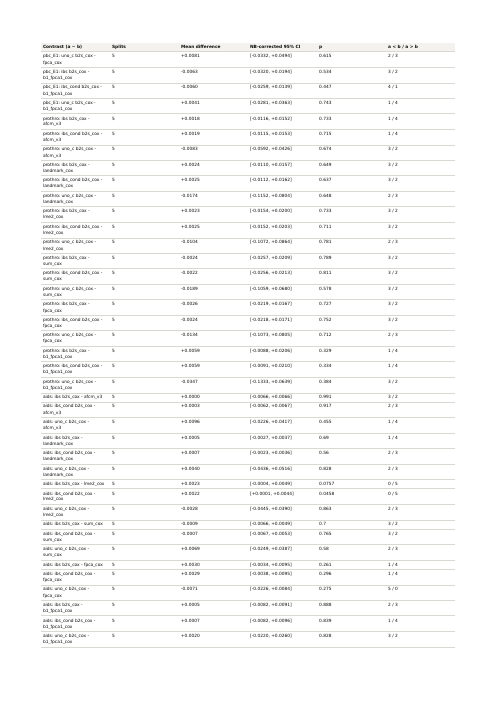 Contrast (a − b) Splits Mean difference NB-corrected 95% CI p a < b / a > b
pbc_E1: uno_c b2s_cox - 5 +0.0081 [-0.0332, +0.0494] 0.615 2 / 3
fpca_cox
pbc_E1: ibs b2s_cox - 5 -0.0063 [-0.0320, +0.0194] 0.534 3 / 2
b1_fpca1_cox
pbc_E1: ibs_cond b2s_cox - 5 -0.0060 [-0.0259, +0.0139] 0.447 4 / 1
b1_fpca1_cox
pbc_E1: uno_c b2s_cox - 5 +0.0041 [-0.0281, +0.0363] 0.743 1 / 4
b1_fpca1_cox
prothro: ibs b2s_cox - 5 +0.0018 [-0.0116, +0.0152] 0.733 1 / 4
afcm_v3
prothro: ibs_cond b2s_cox - 5 +0.0019 [-0.0115, +0.0153] 0.715 1 / 4
afcm_v3
prothro: uno_c b2s_cox - 5 -0.0083 [-0.0592, +0.0426] 0.674 3 / 2
afcm_v3
prothro: ibs b2s_cox - 5 +0.0024 [-0.0110, +0.0157] 0.649 3 / 2
landmark_cox
prothro: ibs_cond b2s_cox - 5 +0.0025 [-0.0112, +0.0162] 0.637 3 / 2
landmark_cox
prothro: uno_c b2s_cox - 5 -0.0174 [-0.1152, +0.0804] 0.648 2 / 3
landmark_cox
prothro: ibs b2s_cox - 5 +0.0023 [-0.0154, +0.0200] 0.733 3 / 2
lme2_cox
prothro: ibs_cond b2s_cox - 5 +0.0025 [-0.0152, +0.0203] 0.711 3 / 2
lme2_cox
prothro: uno_c b2s_cox - 5 -0.0104 [-0.1072, +0.0864] 0.781 2 / 3
lme2_cox
prothro: ibs b2s_cox - 5 -0.0024 [-0.0257, +0.0209] 0.789 3 / 2
sum_cox
prothro: ibs_cond b2s_cox - 5 -0.0022 [-0.0256, +0.0213] 0.811 3 / 2
sum_cox
prothro: uno_c b2s_cox - 5 -0.0189 [-0.1059, +0.0680] 0.578 3 / 2
sum_cox
prothro: ibs b2s_cox - 5 -0.0026 [-0.0219, +0.0167] 0.727 3 / 2
fpca_cox
prothro: ibs_cond b2s_cox - 5 -0.0024 [-0.0218, +0.0171] 0.752 3 / 2
fpca_cox
prothro: uno_c b2s_cox - 5 -0.0134 [-0.1073, +0.0805] 0.712 2 / 3
fpca_cox
prothro: ibs b2s_cox - 5 +0.0059 [-0.0088, +0.0206] 0.329 1 / 4
b1_fpca1_cox
prothro: ibs_cond b2s_cox - 5 +0.0059 [-0.0091, +0.0210] 0.334 1 / 4
b1_fpca1_cox
prothro: uno_c b2s_cox - 5 -0.0347 [-0.1333, +0.0639] 0.384 3 / 2
b1_fpca1_cox
aids: ibs b2s_cox - afcm_v3 5 +0.0000 [-0.0066, +0.0066] 0.991 3 / 2
aids: ibs_cond b2s_cox - 5 +0.0003 [-0.0062, +0.0067] 0.917 2 / 3
afcm_v3
aids: uno_c b2s_cox - 5 +0.0096 [-0.0226, +0.0417] 0.455 1 / 4
afcm_v3
aids: ibs b2s_cox - 5 +0.0005 [-0.0027, +0.0037] 0.69 1 / 4
landmark_cox
aids: ibs_cond b2s_cox - 5 +0.0007 [-0.0023, +0.0036] 0.56 2 / 3
landmark_cox
aids: uno_c b2s_cox - 5 +0.0040 [-0.0436, +0.0516] 0.828 2 / 3
landmark_cox
aids: ibs b2s_cox - lme2_cox 5 +0.0023 [-0.0004, +0.0049] 0.0757 0 / 5
aids: ibs_cond b2s_cox - 5 +0.0022 [+0.0001, +0.0044] 0.0458 0 / 5
lme2_cox
aids: uno_c b2s_cox - 5 -0.0028 [-0.0445, +0.0390] 0.863 2 / 3
lme2_cox
aids: ibs b2s_cox - sum_cox 5 -0.0009 [-0.0066, +0.0049] 0.7 3 / 2
aids: ibs_cond b2s_cox - 5 -0.0007 [-0.0067, +0.0053] 0.765 3 / 2
sum_cox
aids: uno_c b2s_cox - 5 +0.0069 [-0.0249, +0.0387] 0.58 2 / 3
sum_cox
aids: ibs b2s_cox - fpca_cox 5 +0.0030 [-0.0034, +0.0095] 0.261 1 / 4
aids: ibs_cond b2s_cox - 5 +0.0029 [-0.0038, +0.0095] 0.296 1 / 4
fpca_cox
aids: uno_c b2s_cox - 5 -0.0071 [-0.0226, +0.0084] 0.275 5 / 0
fpca_cox
aids: ibs b2s_cox - 5 +0.0005 [-0.0082, +0.0091] 0.888 2 / 3
b1_fpca1_cox
aids: ibs_cond b2s_cox - 5 +0.0007 [-0.0082, +0.0096] 0.839 1 / 4
b1_fpca1_cox
aids: uno_c b2s_cox - 5 +0.0020 [-0.0220, +0.0260] 0.828 3 / 2
b1_fpca1_cox